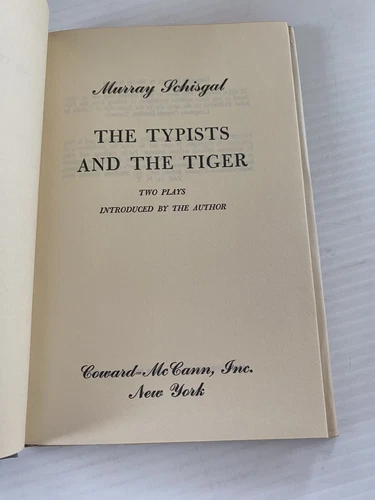 Murray Schisgal
THE TYPISTS
AND THE TIGER
TWO PLAYS
INTRODUCED BY THE AUTHOR
Coward-McCann, Inc.
New York